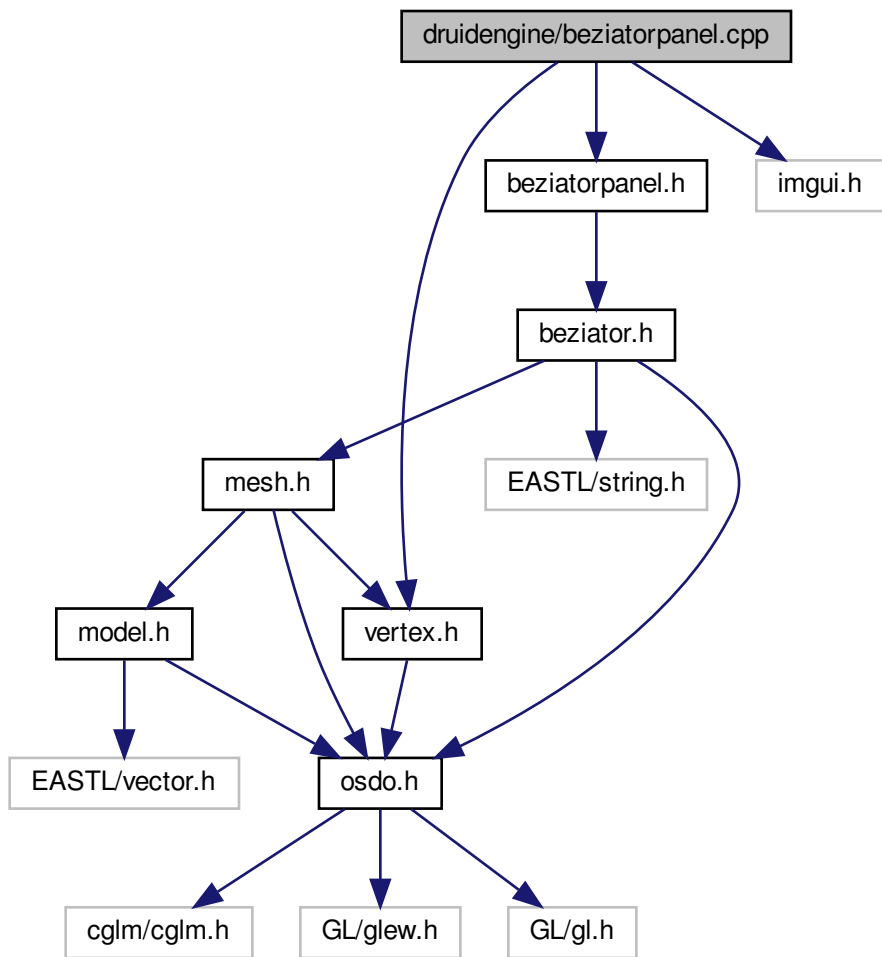 druidengine/beziatorpanel.cpp
beziatorpanel.h
imgui.h
beziator.h
mesh.h
EASTL/string.h
model.h
vertex.h
EASTL/vector.h
osdo.h
cglm/cglm.h
GL/glew.h
GL/gl.h